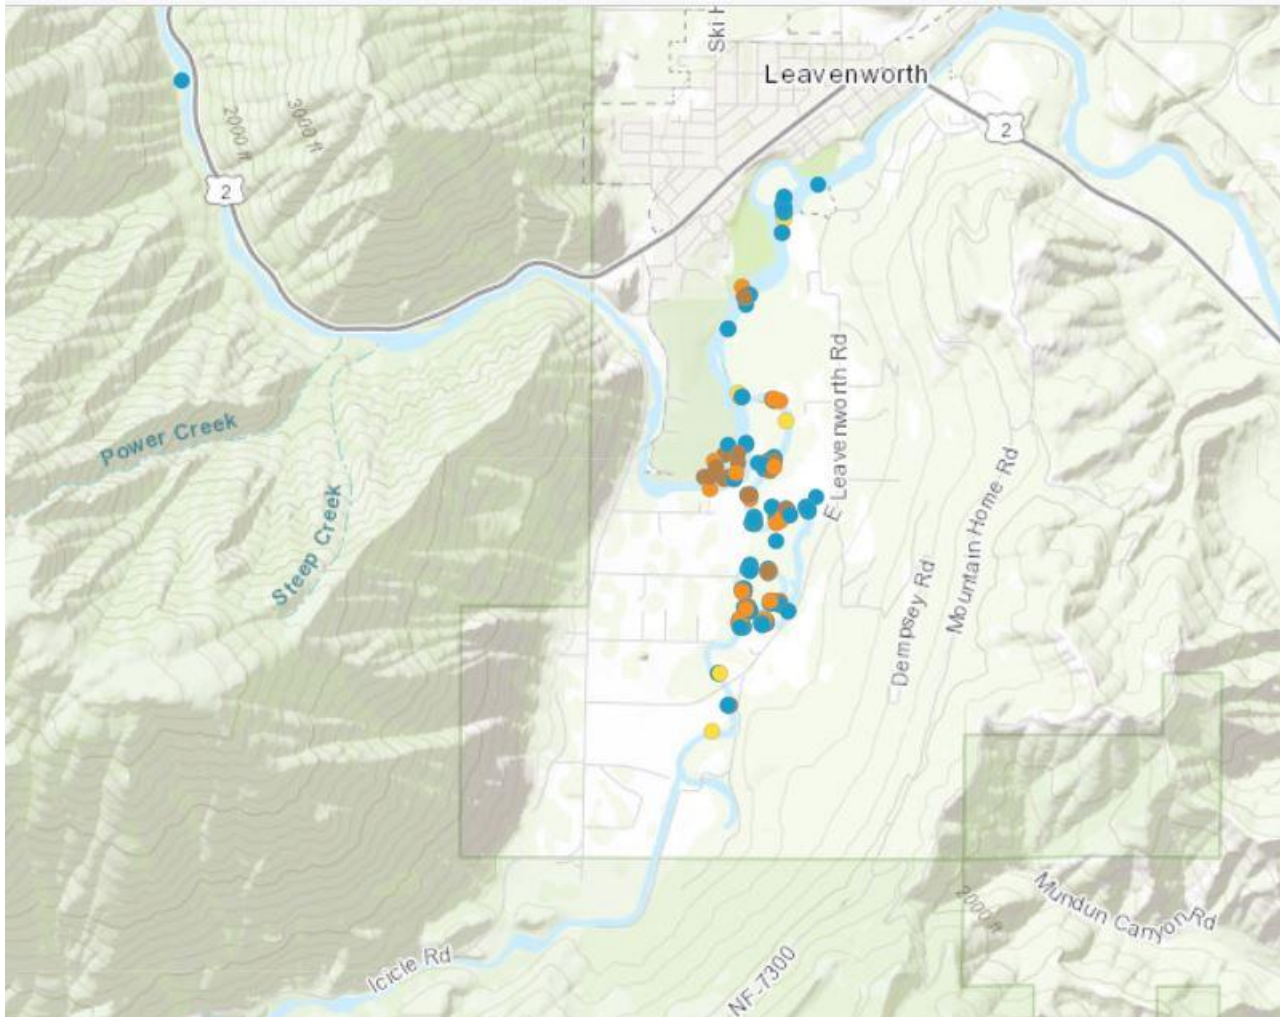 Ski H
Leavenworth
3000 ft
2000 ft
2
2
E Leavenworth Rd
Power Creek
Steep Creek
Mountain Home Rd
Dempsey Rd
2000 ft
Mundun Canyon Rd
Icicle Rd
NF-7300